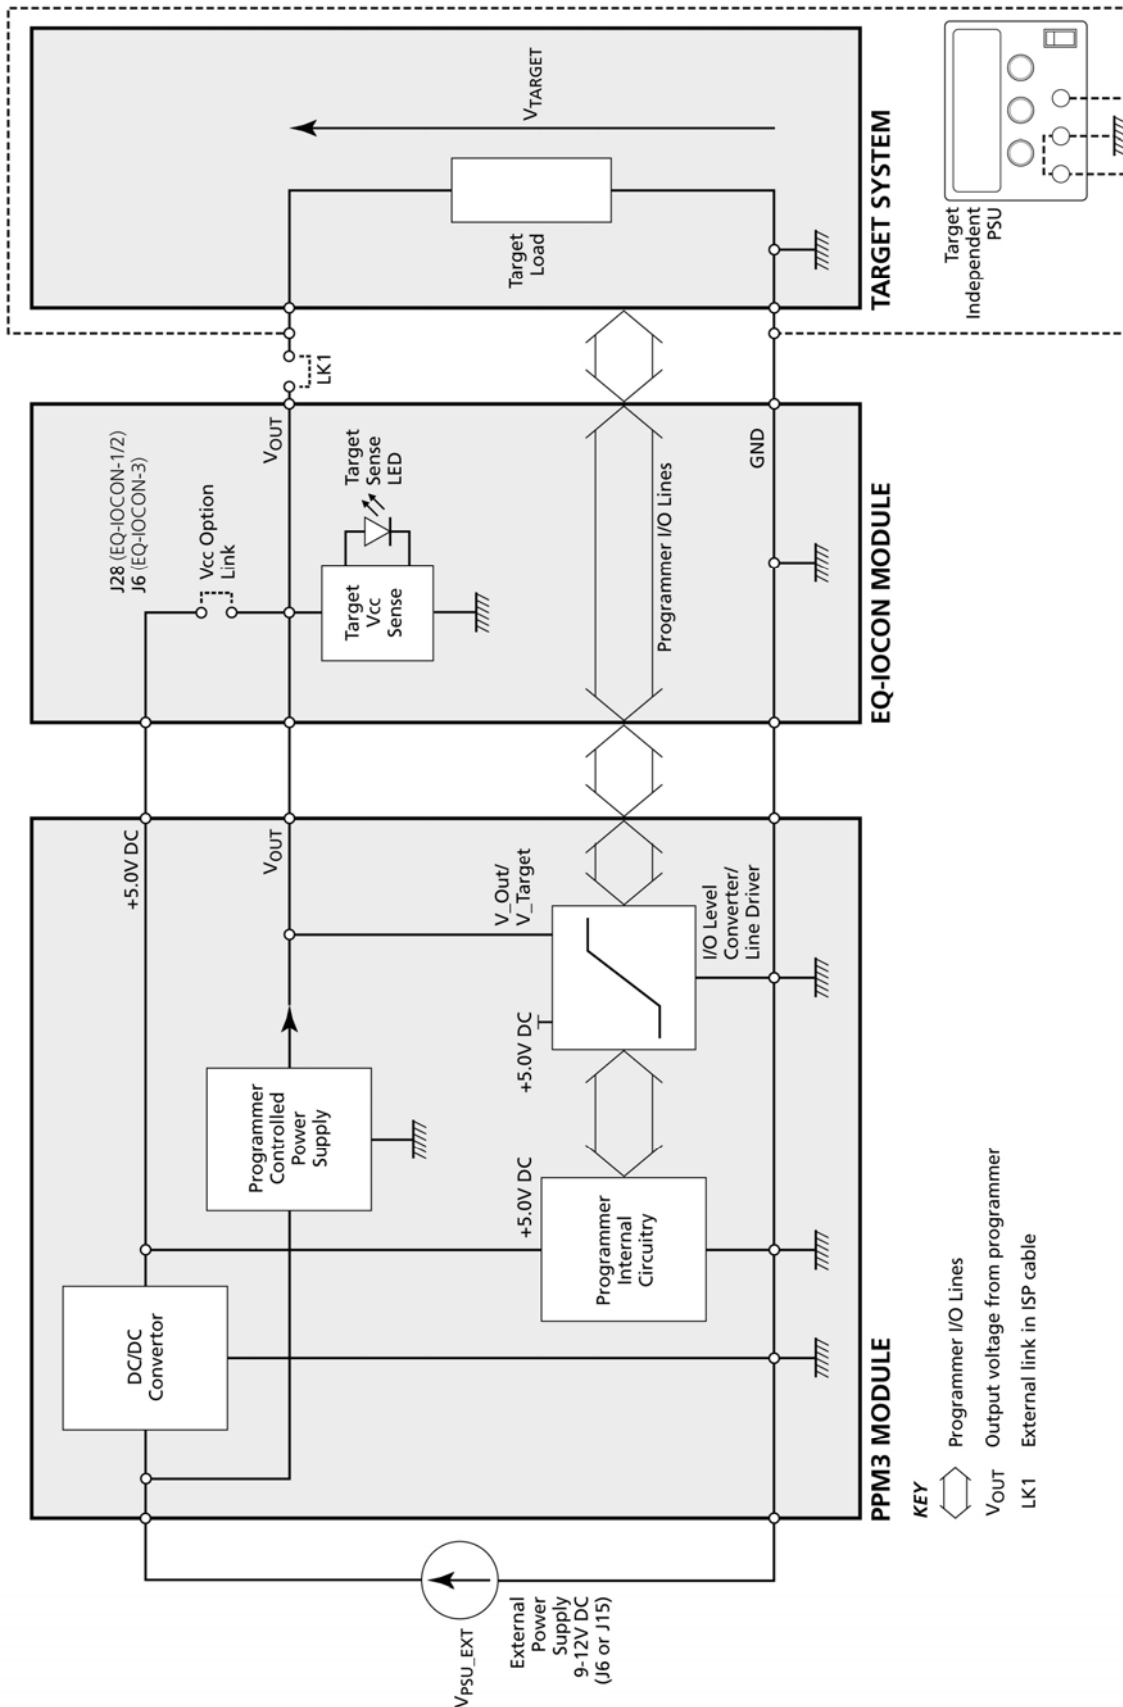 VPSU_EXT
External
Power
Supply
9-12V DC
(J6 or J15)
DC/DC
Convertor
+5.0V DC
VOUT
Programmer
Controlled
Power
Supply
+5.0V DC
Programmer
Internal
Circuitry
+5.0V DC
V_Out/
V_Target
I/O Level
Converter/
Line Driver
PPM3 MODULE
J28 (EQ-IOCON-1/2)
J6 (EQ-IOCON-3)
Vcc Option
Link
VOUT
Target
Vcc
Sense
Target
Sense
LED
Programmer I/O Lines
GND
EQ-IOCON MODULE
LK1
VTARGET
Target
Load
TARGET SYSTEM
Target
Independent
PSU
KEY
Programmer I/O Lines
VOUT Output voltage from programmer
LK1 External link in ISP cable